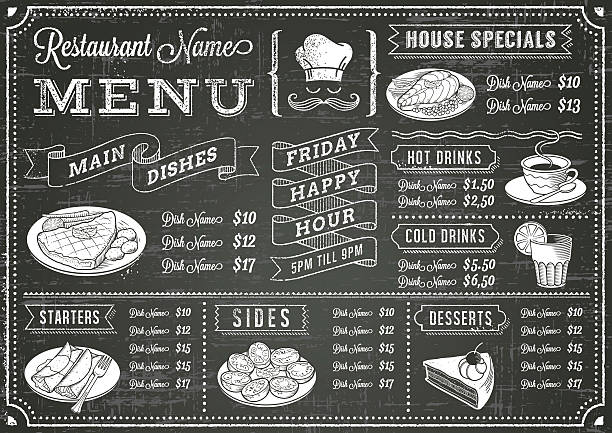 Restaurant Name
MENU
MAIN DISHES
Dish Name $10
Dish Name $12
Dish Name $17
FRIDAY
HAPPY
HOUR
5PM TILL 9PM
HOUSE SPECIALS
Dish Name $10
Dish Name $13
HOT DRINKS
Drink Name $1.50
Drink Name $2,50
COLD DRINKS
Drink Name $5.50
Drink Name $6,50
STARTERS
Dish Name $10
Dish Name $12
Dish Name $15
Dish Name $15
Dish Name $17
SIDES
Dish Name $10
Dish Name $12
Dish Name $15
Dish Name $15
Dish Name $17
DESSERTS
Dish Name $10
Dish Name $12
Dish Name $15
Dish Name $15
Dish Name $17